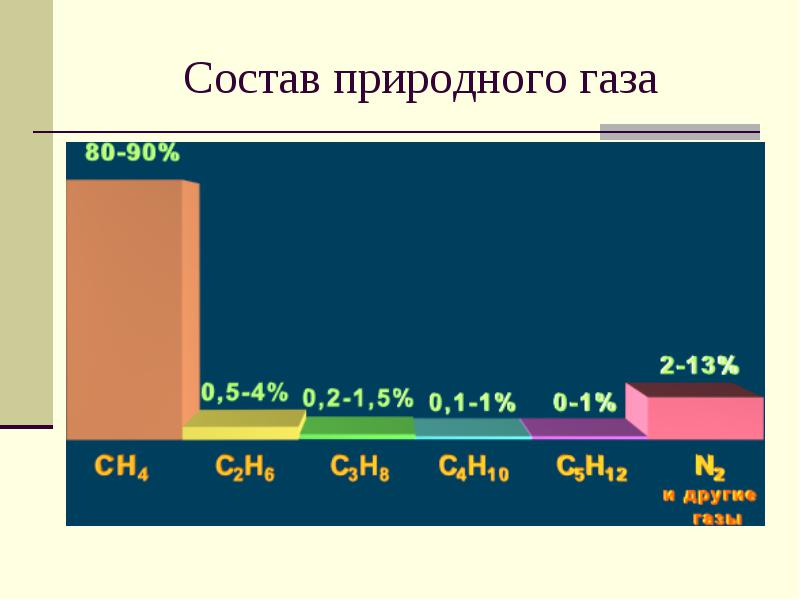 Состав природного газа
80-90%
2-13%
0,5-4% 0,2-1,5% 0,1-1% 0-1%
CH₄ C₂H₆ C₃H₈ C₄H₁₀ C₅H₁₂ N₂
и другие
газы